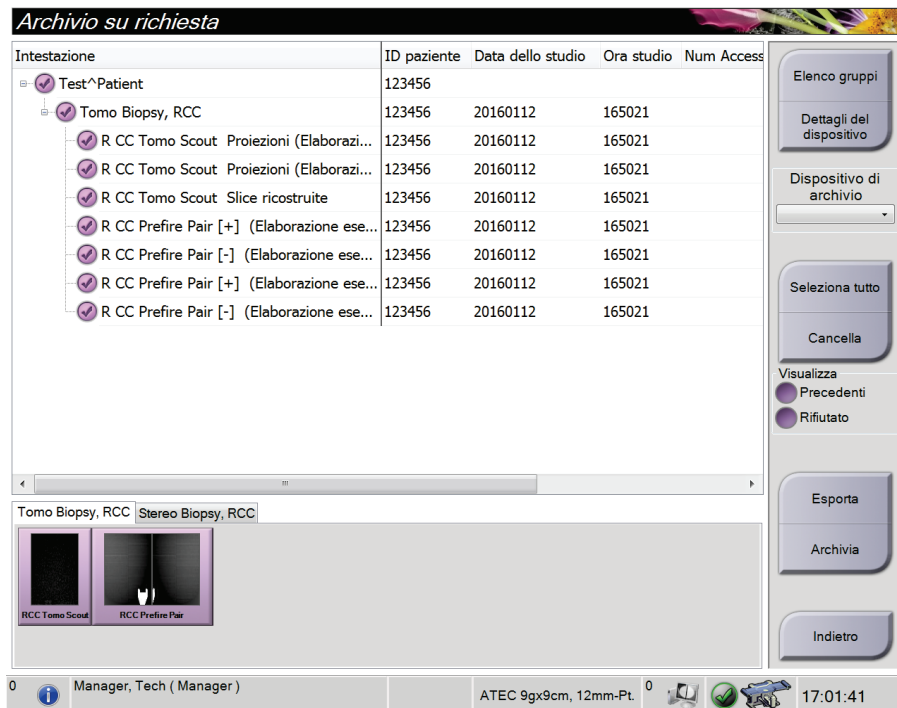 Archivio su richiesta
Intestazione ID paziente Data dello studio Ora studio Num Access
Test^Patient 123456
Tomo Biopsy, RCC 123456 20160112 165021
R CC Tomo Scout Proiezioni (Elaborazi... 123456 20160112 165021
R CC Tomo Scout Proiezioni (Elaborazi... 123456 20160112 165021
R CC Tomo Scout Slice ricostruite 123456 20160112 165021
R CC Prefire Pair [+] (Elaborazione ese... 123456 20160112 165021
R CC Prefire Pair [-] (Elaborazione ese... 123456 20160112 165021
R CC Prefire Pair [+] (Elaborazione ese... 123456 20160112 165021
R CC Prefire Pair [-] (Elaborazione ese... 123456 20160112 165021
Elenco gruppi
Dettagli del
dispositivo
Dispositivo di
archivio
Seleziona tutto
Cancella
Visualizza
Precedenti
Rifiutato
Esporta
Archivia
Indietro
Tomo Biopsy, RCC Stereo Biopsy, RCC
RCC Tomo Scout RCC Prefire Pair
0 Manager, Tech ( Manager ) ATEC 9gx9cm, 12mm-Pt. 0 17:01:41